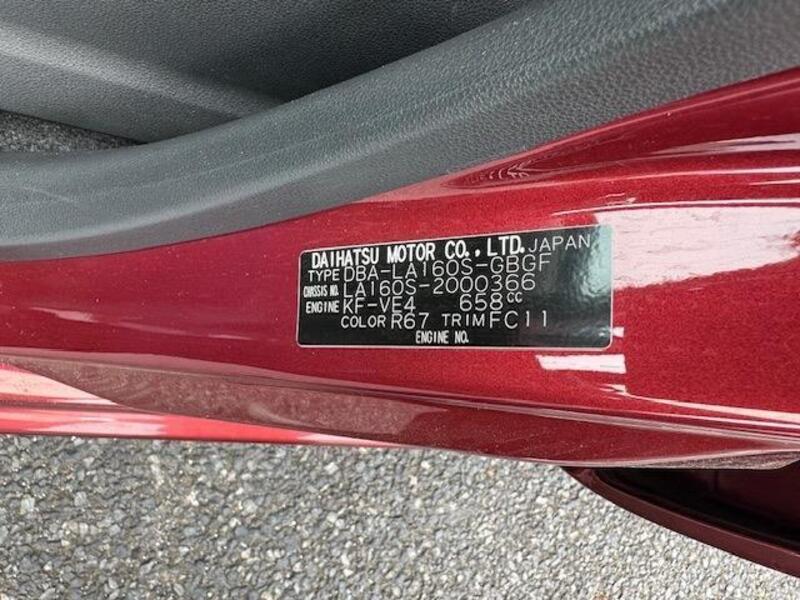 DAIHATSU MOTOR CO., LTD. JAPAN
TYPE DBA-LA160S-GBGF
CHASSIS NO. LA160S-2000366
ENGINE KF-VE4 658cc
COLOR R67 TRIM FC11
ENGINE NO.